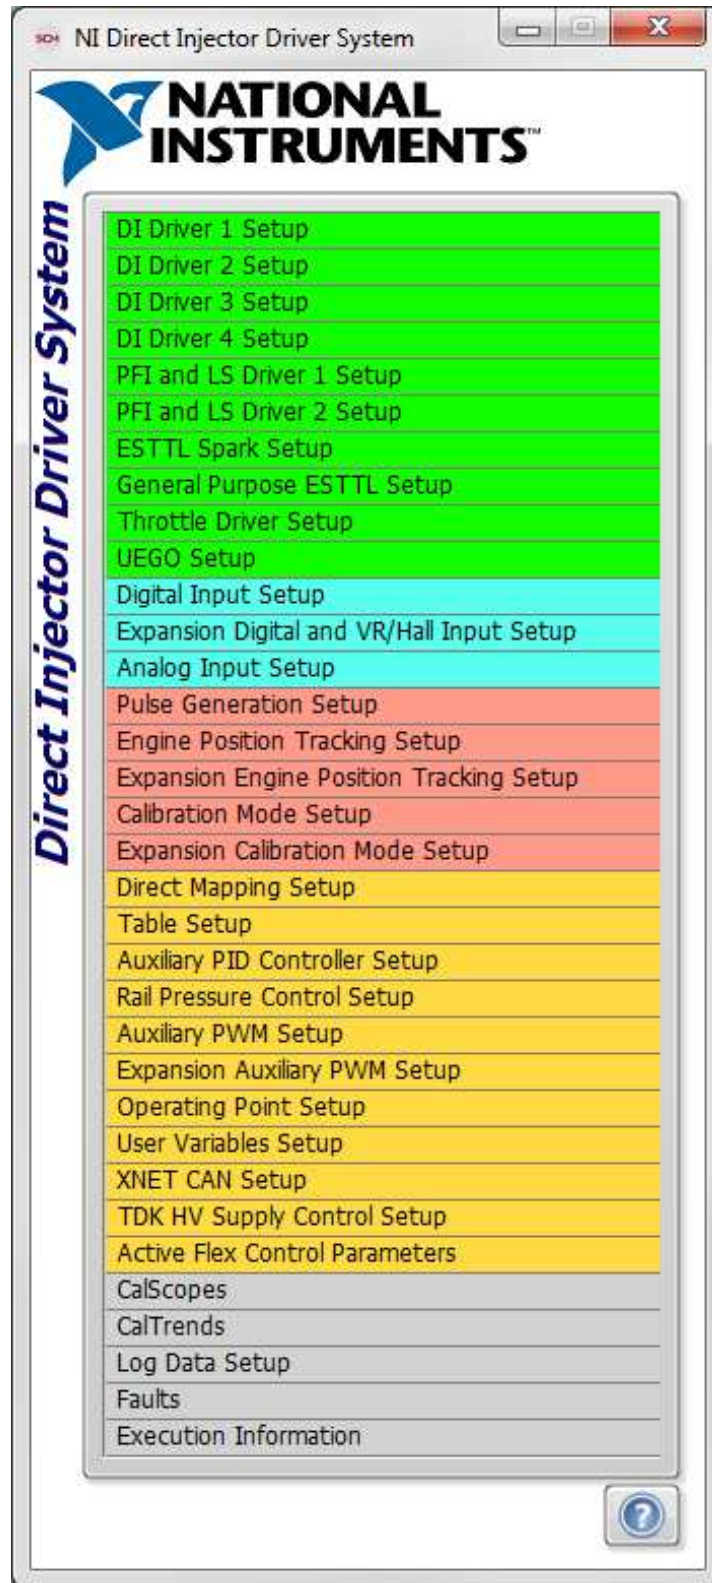 NI Direct Injector Driver System
NATIONAL
INSTRUMENTS™
Direct Injector Driver System
DI Driver 1 Setup
DI Driver 2 Setup
DI Driver 3 Setup
DI Driver 4 Setup
PFI and LS Driver 1 Setup
PFI and LS Driver 2 Setup
ESTTL Spark Setup
General Purpose ESTTL Setup
Throttle Driver Setup
UEGO Setup
Digital Input Setup
Expansion Digital and VR/Hall Input Setup
Analog Input Setup
Pulse Generation Setup
Engine Position Tracking Setup
Expansion Engine Position Tracking Setup
Calibration Mode Setup
Expansion Calibration Mode Setup
Direct Mapping Setup
Table Setup
Auxiliary PID Controller Setup
Rail Pressure Control Setup
Auxiliary PWM Setup
Expansion Auxiliary PWM Setup
Operating Point Setup
User Variables Setup
XNET CAN Setup
TDK HV Supply Control Setup
Active Flex Control Parameters
CalScopes
CalTrends
Log Data Setup
Faults
Execution Information